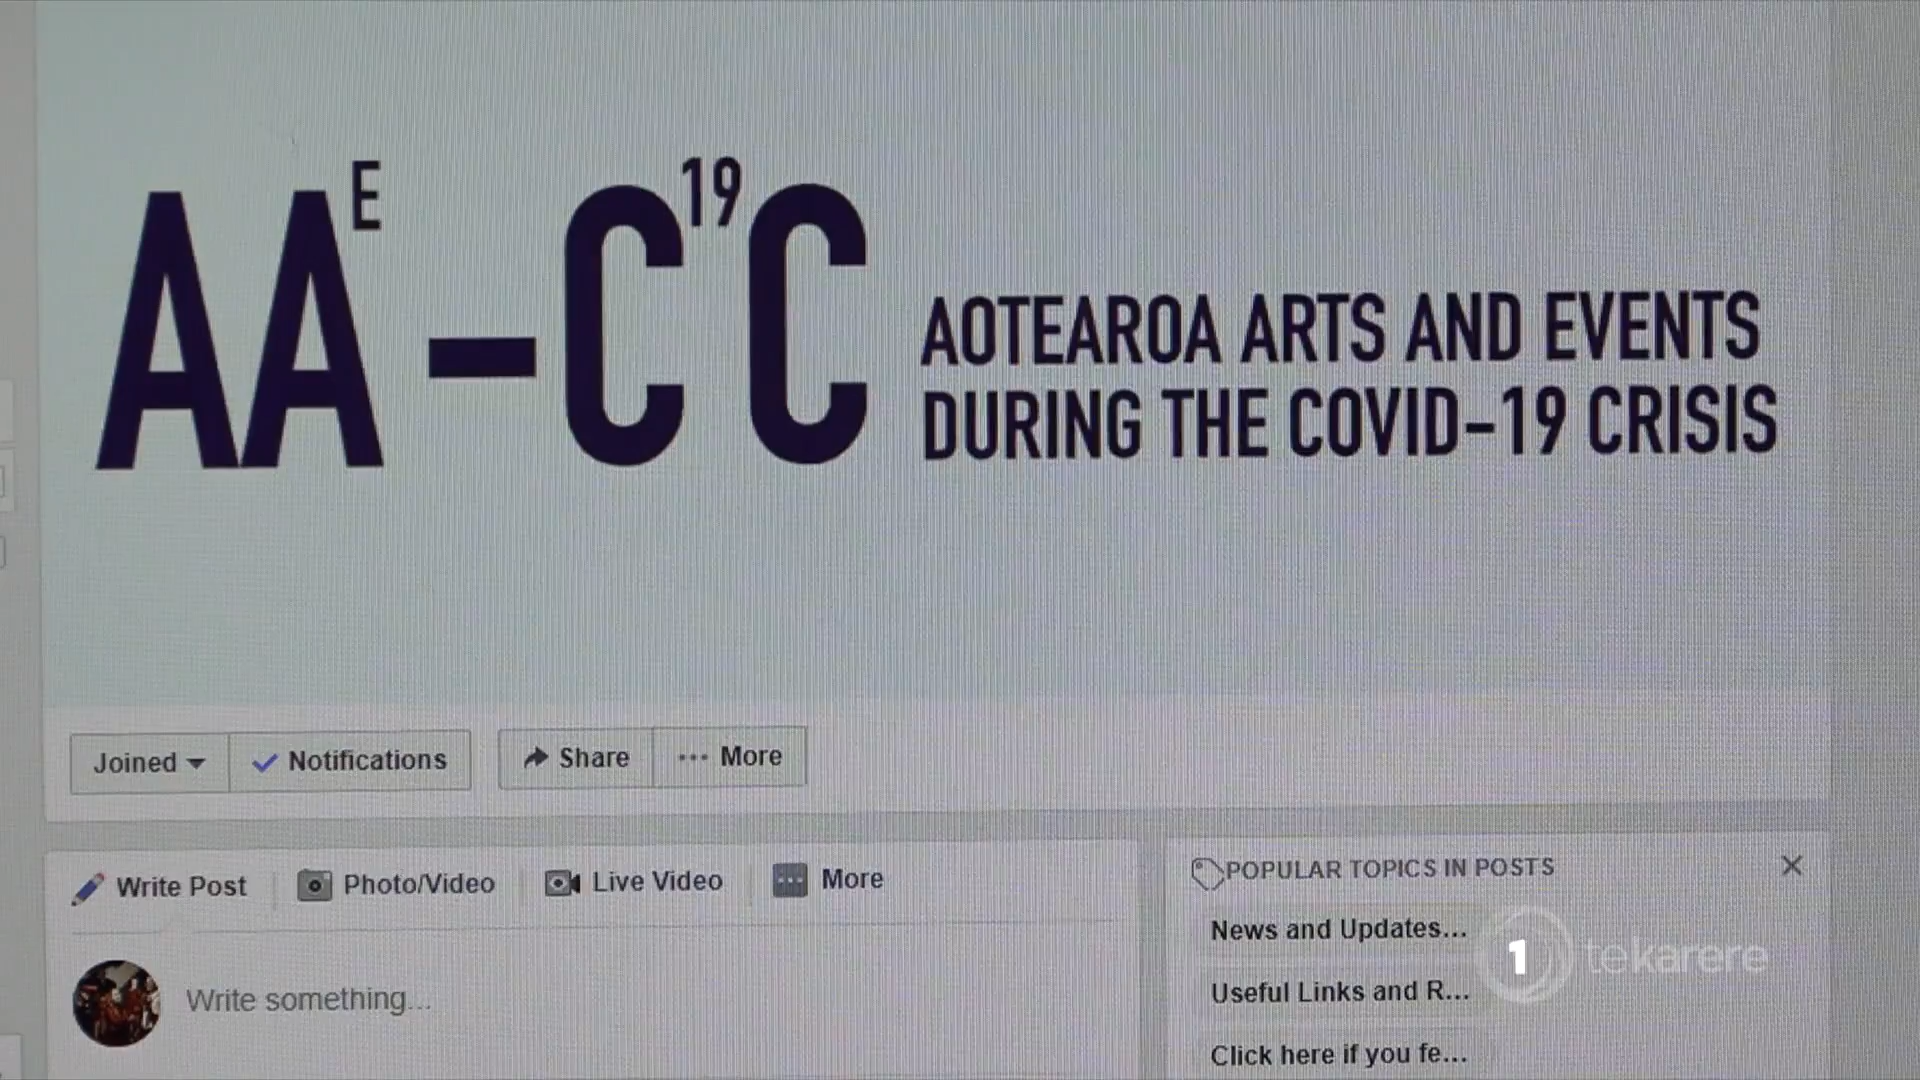 AAE-C19C
AOTEAROA ARTS AND EVENTS
DURING THE COVID-19 CRISIS
Joined
Notifications
Share
More
Write Post
Photo/Video
Live Video
More
Write something...
POPULAR TOPICS IN POSTS
News and Updates...
Useful Links and R...
Click here if you fe...
1 tekarere